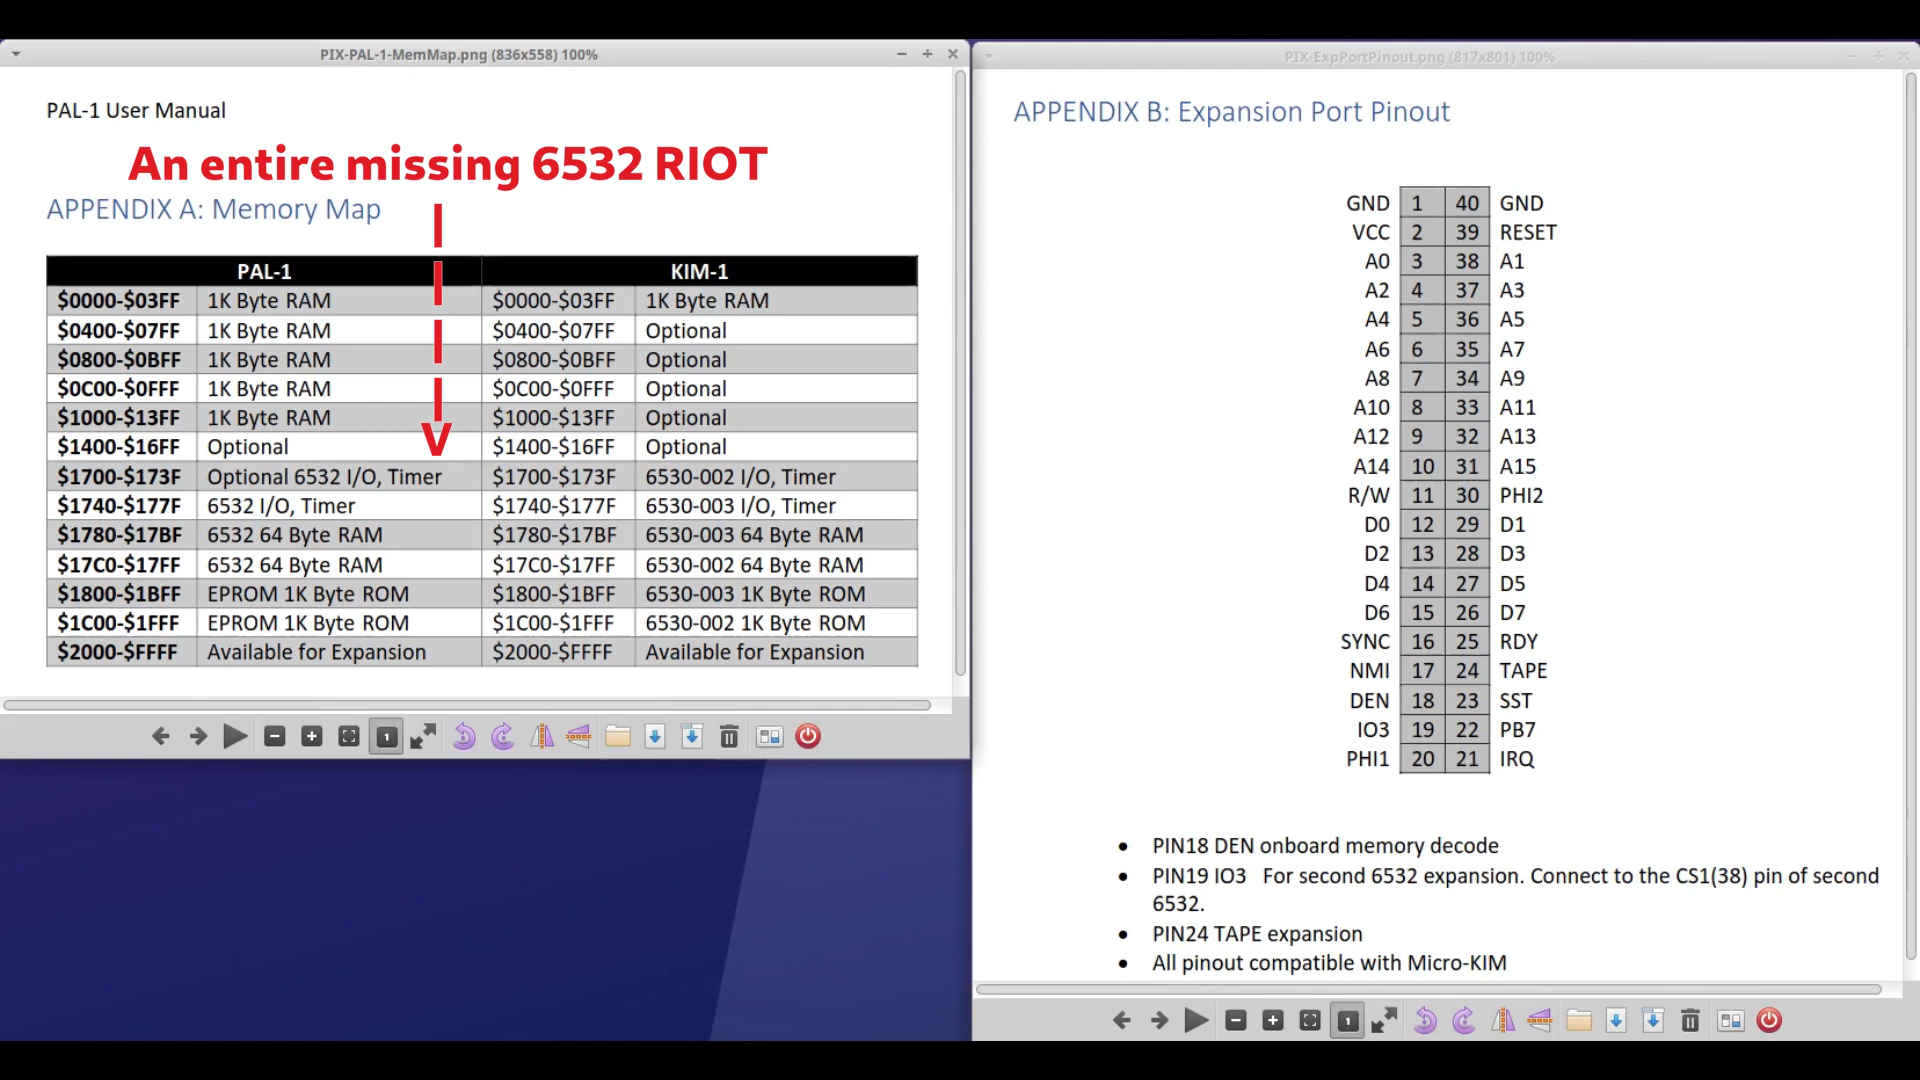 PIX-PAL-1-MemMap.png (836x558) 100%
PAL-1 User Manual
An entire missing 6532 RIOT
APPENDIX A: Memory Map
PAL-1 KIM-1
$0000-$03FF 1K Byte RAM $0000-$03FF 1K Byte RAM
$0400-$07FF 1K Byte RAM $0400-$07FF Optional
$0800-$0BFF 1K Byte RAM $0800-$0BFF Optional
$0C00-$0FFF 1K Byte RAM $0C00-$0FFF Optional
$1000-$13FF 1K Byte RAM $1000-$13FF Optional
$1400-$16FF Optional $1400-$16FF Optional
$1700-$173F Optional 6532 I/O, Timer $1700-$173F 6530-002 I/O, Timer
$1740-$177F 6532 I/O, Timer $1740-$177F 6530-003 I/O, Timer
$1780-$17BF 6532 64 Byte RAM $1780-$17BF 6530-003 64 Byte RAM
$17C0-$17FF 6532 64 Byte RAM $17C0-$17FF 6530-002 64 Byte RAM
$1800-$1BFF EPROM 1K Byte ROM $1800-$1BFF 6530-003 1K Byte ROM
$1C00-$1FFF EPROM 1K Byte ROM $1C00-$1FFF 6530-002 1K Byte ROM
$2000-$FFFF Available for Expansion $2000-$FFFF Available for Expansion
1
PIX-ExpPortPinout.png (817x801) 100%
APPENDIX B: Expansion Port Pinout
GND 1 40 GND
VCC 2 39 RESET
A0 3 38 A1
A2 4 37 A3
A4 5 36 A5
A6 6 35 A7
A8 7 34 A9
A10 8 33 A11
A12 9 32 A13
A14 10 31 A15
R/W 11 30 PHI2
D0 12 29 D1
D2 13 28 D3
D4 14 27 D5
D6 15 26 D7
SYNC 16 25 RDY
NMI 17 24 TAPE
DEN 18 23 SST
IO3 19 22 PB7
PHI1 20 21 IRQ
• PIN18 DEN onboard memory decode
• PIN19 IO3 For second 6532 expansion. Connect to the CS1(38) pin of second
6532.
• PIN24 TAPE expansion
• All pinout compatible with Micro-KIM
1